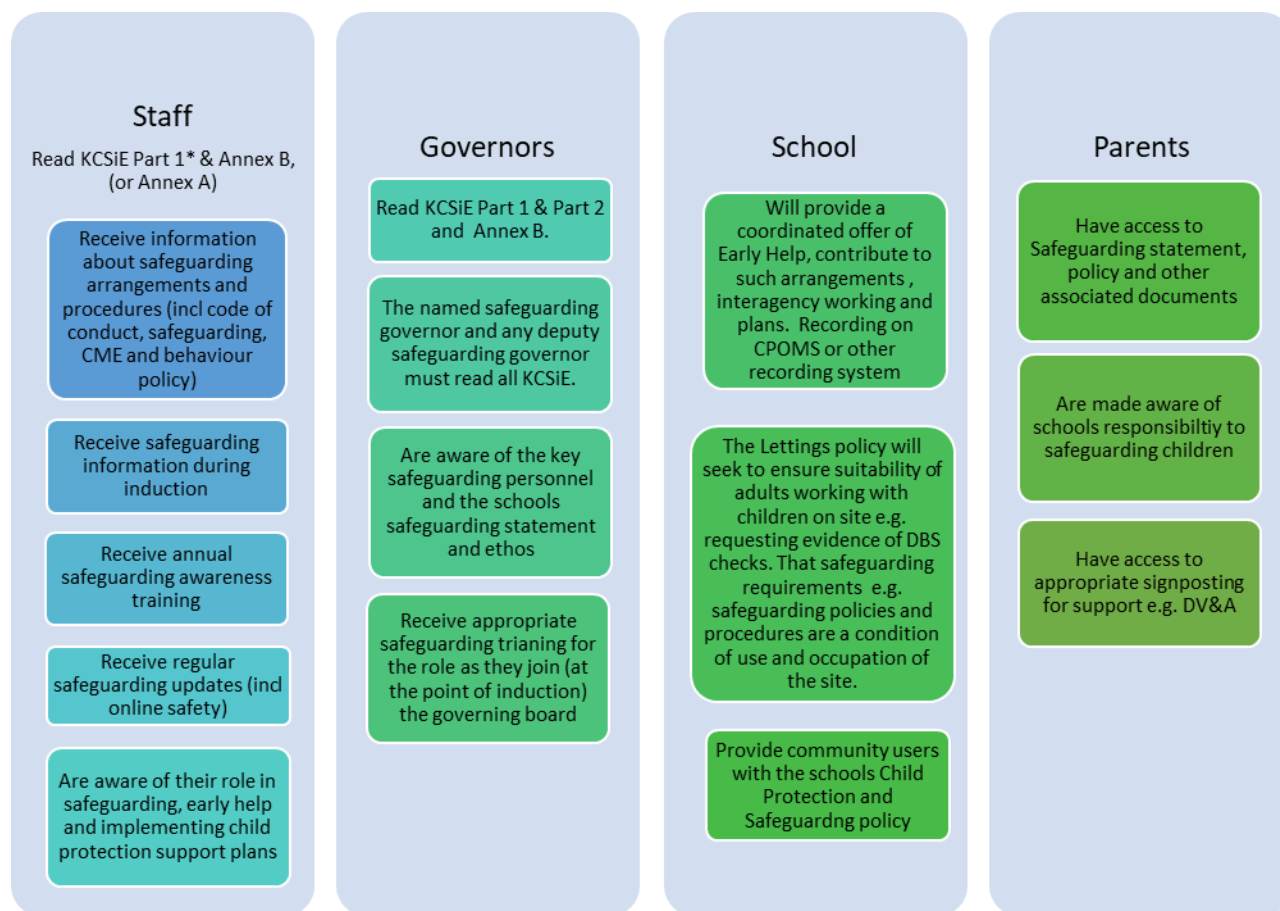 Staff
Read KCSiE Part 1* & Annex B,
(or Annex A)
Receive information
about safeguarding
arrangements and
procedures (incl code of
conduct, safeguarding,
CME and behaviour
policy)
Receive safeguarding
information during
induction
Receive annual
safeguarding awareness
training
Receive regular
safeguarding updates (incl
online safety)
Are aware of their role in
safeguarding, early help
and implementing child
protection support plans
Governors
Read KCSiE Part 1 & Part 2
and Annex B.
The named safeguarding
governor and any deputy
safeguarding governor
must read all KCSiE.
Are aware of the key
safeguarding personnel
and the schools
safeguarding statement
and ethos
Receive appropriate
safeguarding trianing for
the role as they join (at
the point of induction)
the governing board
School
Will provide a
coordinated offer of
Early Help, contribute to
such arrangements ,
interagency working and
plans. Recording on
CPOMS or other
recording system
The Lettings policy will
seek to ensure suitability of
adults working with
children on site e.g.
requesting evidence of DBS
checks. That safeguarding
requirements e.g.
safeguarding policies and
procedures are a condition
of use and occupation of
the site.
Provide community users
with the schools Child
Protection and
Safeguardng policy
Parents
Have access to
Safeguarding statement,
policy and other
associated documents
Are made aware of
schools responsibiltiy to
safeguarding children
Have access to
appropriate signposting
for support e.g. DV&A